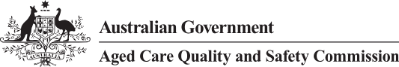 Australian Government
Aged Care Quality and Safety Commission